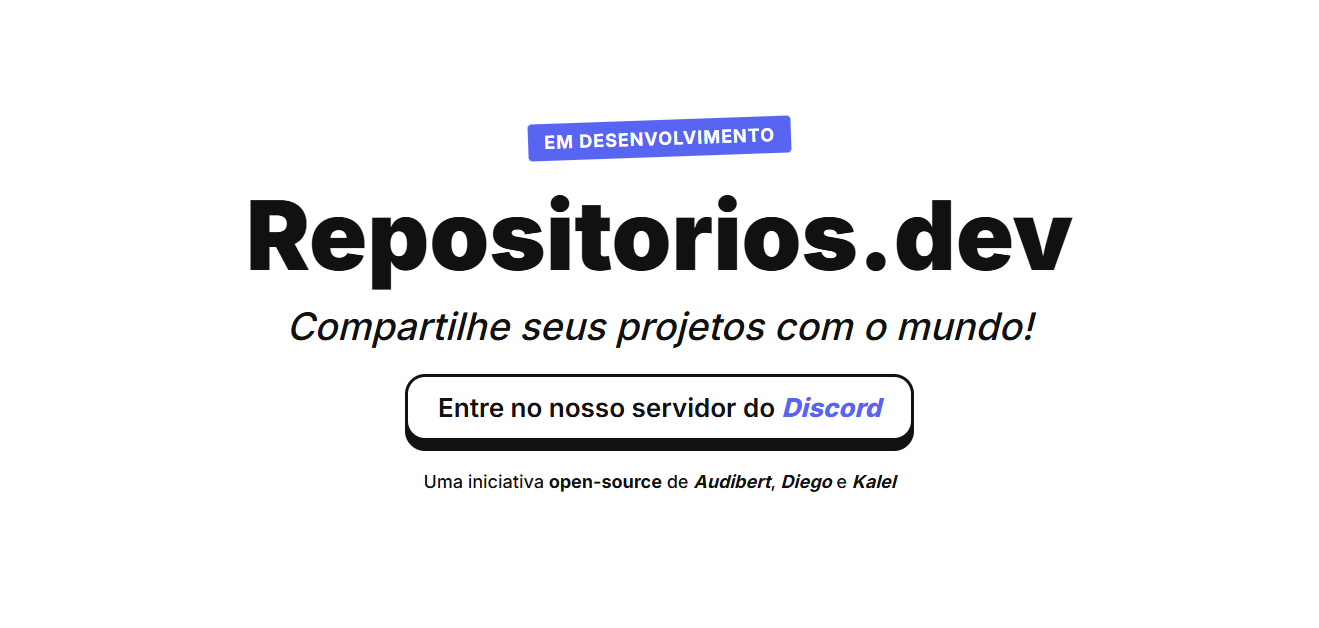 EM DESENVOLVIMENTO
Repositorios.dev
Compartilhe seus projetos com o mundo!
Entre no nosso servidor do Discord
Uma iniciativa open-source de Audibert, Diego e Kalel